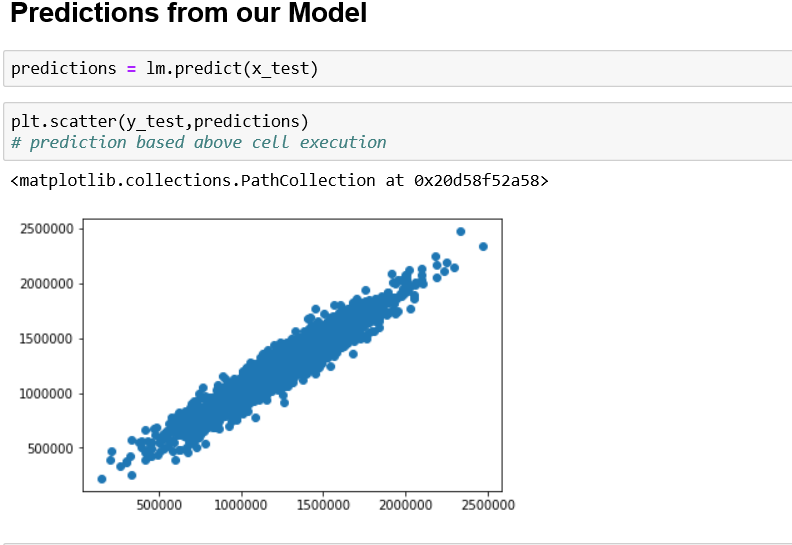 Predictions from our Model
predictions = lm.predict(x_test)
plt.scatter(y_test,predictions)
# prediction based above cell execution
<matplotlib.collections.PathCollection at 0x20d58f52a58>
2500000
2000000
1500000
1000000
500000
500000 1000000 1500000 2000000 2500000